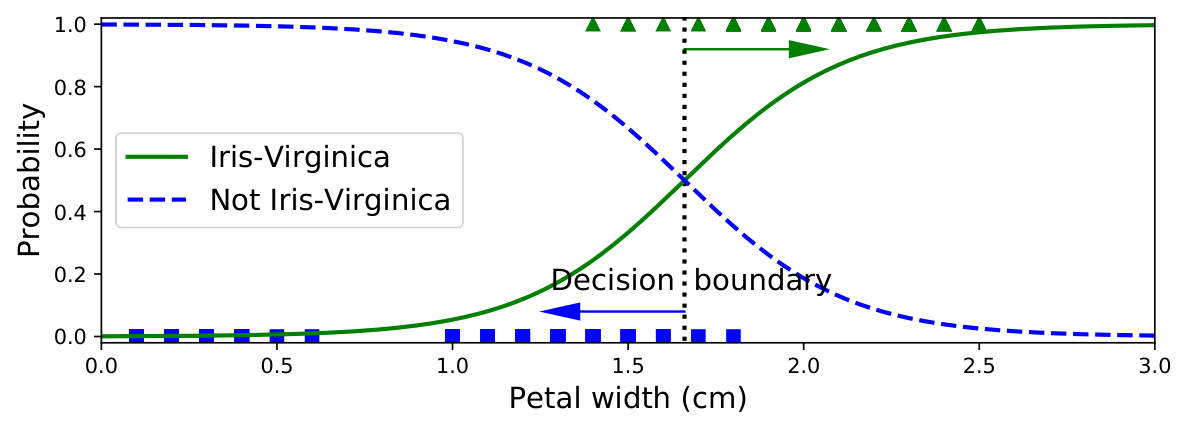 1.0
0.8
0.6
0.4
0.2
0.0
Probability
Iris-Virginica
Not Iris-Virginica
Decision boundary
0.0 0.5 1.0 1.5 2.0 2.5 3.0
Petal width (cm)